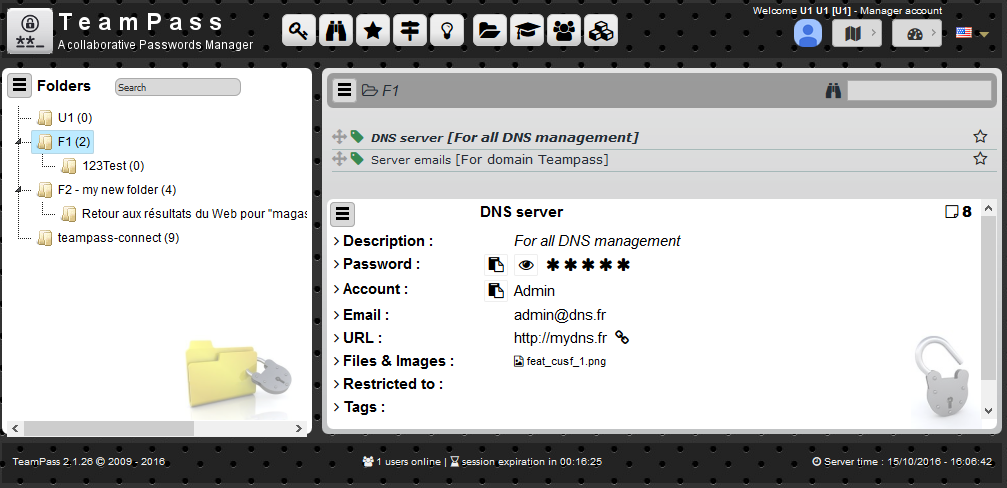 TeamPass
A collaborative Passwords Manager
Welcome U1 U1 [U1] - Manager account
Folders
Search
U1 (0)
F1 (2)
123Test (0)
F2 - my new folder (4)
Retour aux résultats du Web pour "magas
teampass-connect (9)
F1
DNS server [For all DNS management]
Server emails [For domain Teampass]
DNS server
8
Description : For all DNS management
Password : ✱ ✱ ✱ ✱ ✱
Account : Admin
Email : admin@dns.fr
URL : http://mydns.fr
Files & Images : feat_cusf_1.png
Restricted to :
Tags :
TeamPass 2.1.26 © 2009 - 2016
1 users online | session expiration in 00:16:25
Server time : 15/10/2016 - 16:06:42